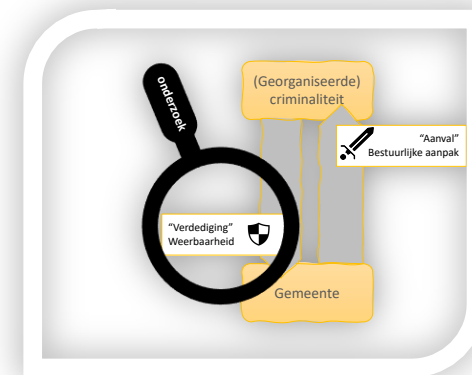 (Georganiseerde)
criminaliteit
onderzoek
"Aanval"
Bestuurlijke aanpak
"Verdediging"
Weerbaarheid
Gemeente